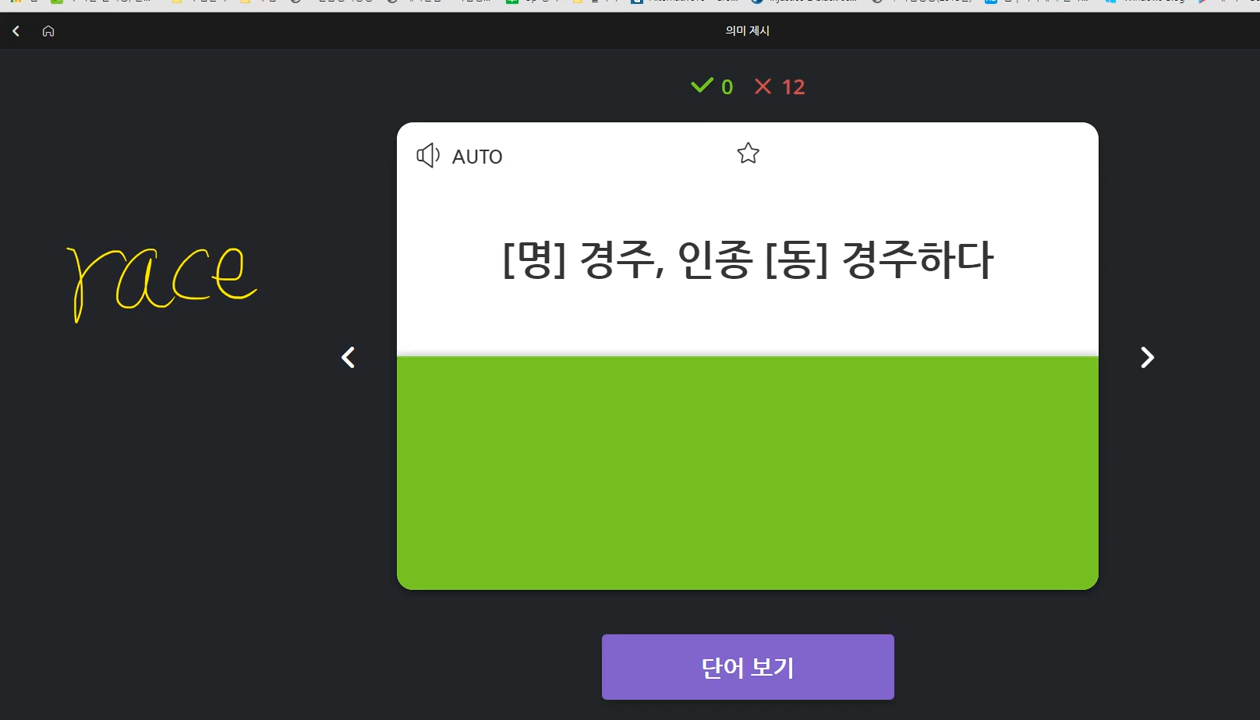 의미 제시
0 12
AUTO
[명] 경주, 인종 [동] 경주하다
race
단어 보기